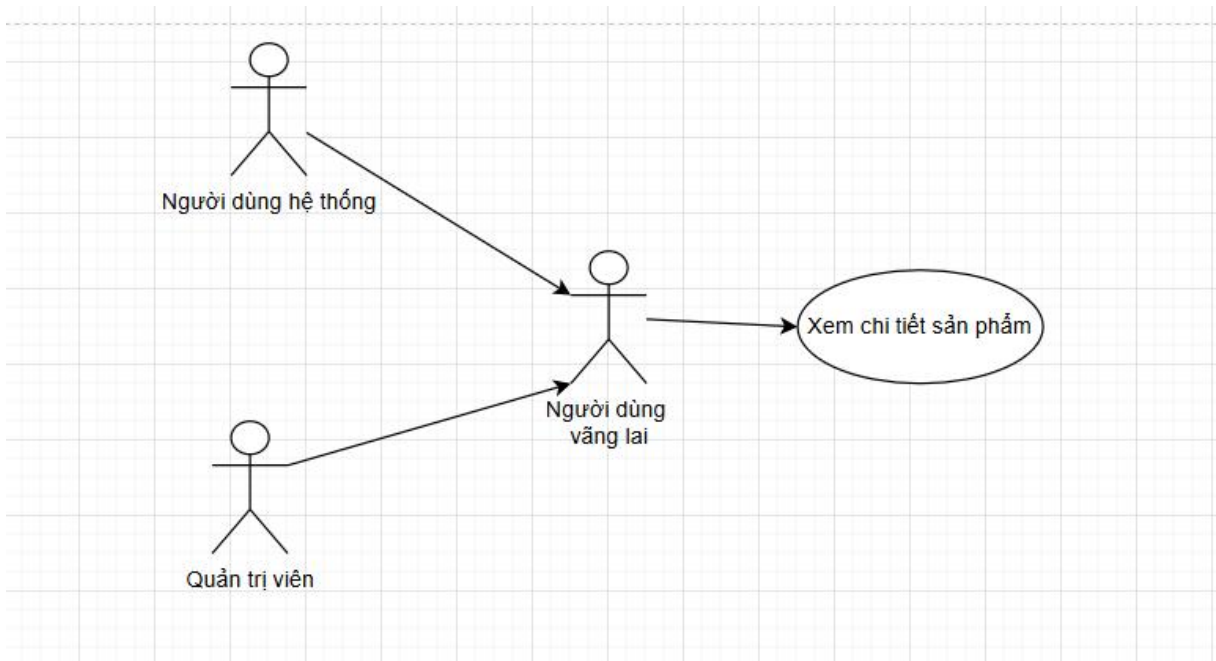 Người dùng hệ thống
Xem chi tiết sản phẩm
Người dùng
vãng lai
Quản trị viên